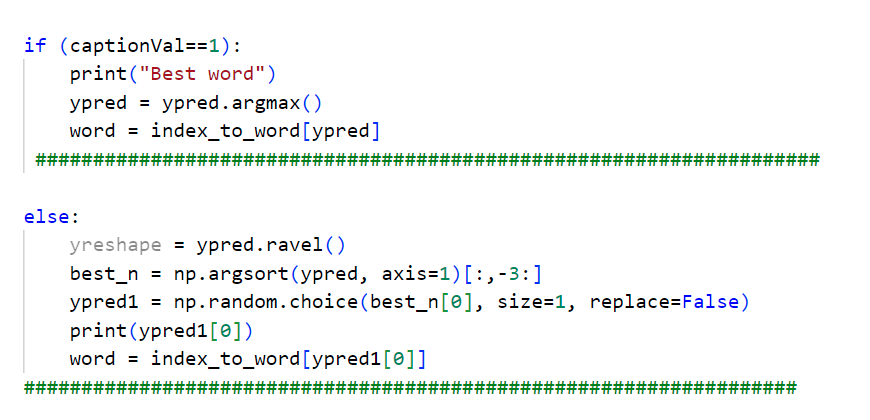 if (captionVal==1):
    print("Best word")
    ypred = ypred.argmax()
    word = index_to_word[ypred]
 ####################################################################
else:
    yreshape = ypred.ravel()
    best_n = np.argsort(ypred, axis=1)[:,-3:]
    ypred1 = np.random.choice(best_n[0], size=1, replace=False)
    print(ypred1[0])
    word = index_to_word[ypred1[0]]
###################################################################